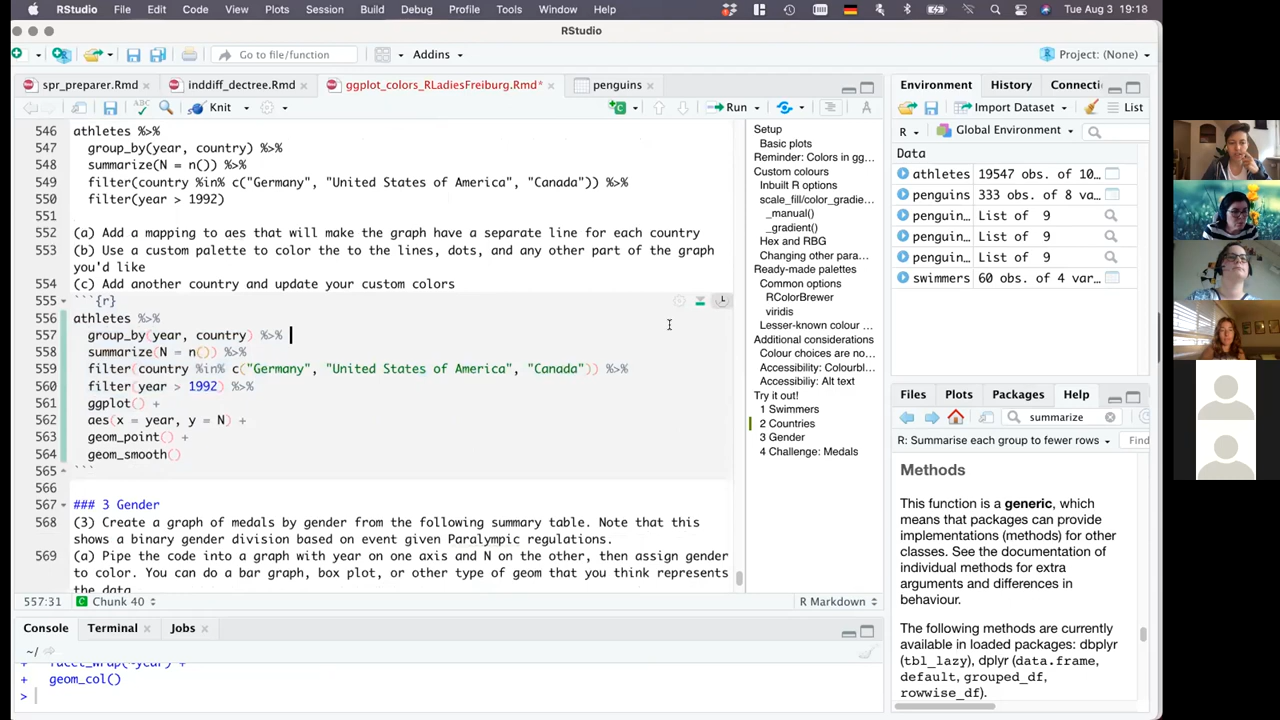 RStudio File Edit Code View Plots Session Build Debug Profile Tools Window Help Tue Aug 3 19:18
RStudio
Go to file/function Addins Project: (None)
spr_preparer.Rmd inddiff_dectree.Rmd ggplot_colors_RLadiesFreiburg.Rmd* penguins
Knit Run
546 athletes %>%
547 group_by(year, country) %>%
548 summarize(N = n()) %>%
549 filter(country %in% c("Germany", "United States of America", "Canada")) %>%
550 filter(year > 1992)
551
552 (a) Add a mapping to aes that will make the graph have a separate line for each country
553 (b) Use a custom palette to color the to the lines, dots, and any other part of the graph
you'd like
554 (c) Add another country and update your custom colors
555 ```{r}
556 athletes %>%
557 group_by(year, country) %>%
558 summarize(N = n()) %>%
559 filter(country %in% c("Germany", "United States of America", "Canada")) %>%
560 filter(year > 1992) %>%
561 ggplot() +
562 aes(x = year, y = N) +
563 geom_point() +
564 geom_smooth()
565 ```
566
567 ### 3 Gender
568 (3) Create a graph of medals by gender from the following summary table. Note that this
shows a binary gender division based on event given Paralympic regulations.
569 (a) Pipe the code into a graph with year on one axis and N on the other, then assign gender
to color. You can do a bar graph, box plot, or other type of geom that you think represents
the data
557:31 Chunk 40 R Markdown
Setup
Basic plots
Reminder: Colors in gg...
Custom colours
Inbuilt R options
scale_fill/color_gradie...
_manual()
_gradient()
Hex and RBG
Changing other para...
Ready-made palettes
Common options
RColorBrewer
viridis
Lesser-known colour ...
Additional considerations
Colour choices are no...
Accessibiliy: Colourbl...
Accessibility: Alt text
Try it out!
1 Swimmers
2 Countries
3 Gender
4 Challenge: Medals
Console Terminal Jobs
~/
+ facet_wrap(~year) +
+ geom_col()
>
Environment History Connecti
Import Dataset List
R Global Environment
Data
athletes 19547 obs. of 10...
penguins 333 obs. of 8 va...
penguin... List of 9
penguin... List of 9
penguin... List of 9
swimmers 60 obs. of 4 var...
Files Plots Packages Help
summarize
R: Summarise each group to fewer rows Find
Methods
This function is a generic, which
means that packages can provide
implementations (methods) for other
classes. See the documentation of
individual methods for extra
arguments and differences in
behaviour.
The following methods are currently
available in loaded packages: dbplyr
(tbl_lazy), dplyr (data.frame,
default, grouped_df,
rowwise_df).